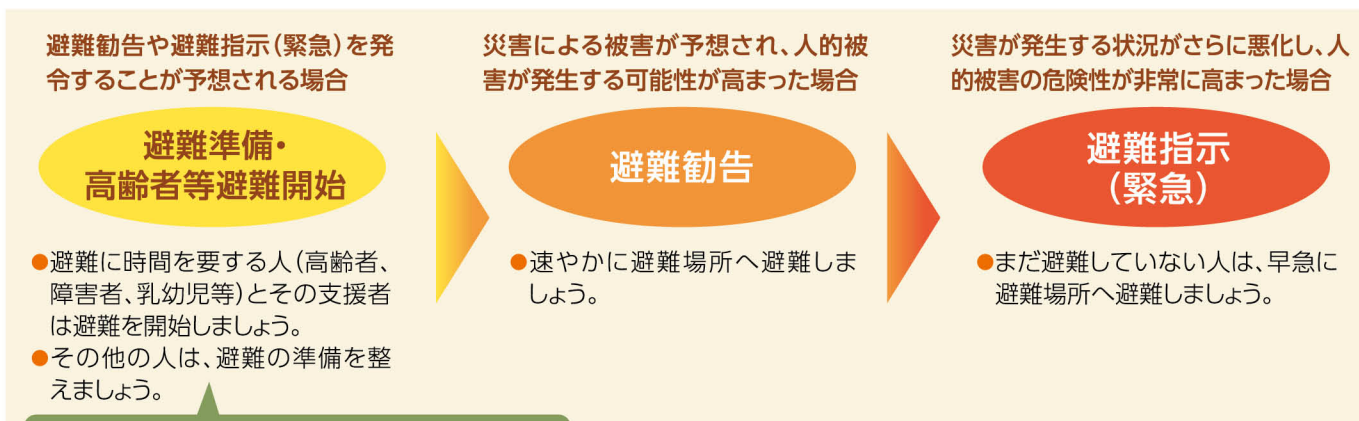 避難勧告や避難指示(緊急)を発
令することが予想される場合
避難準備・
高齢者等避難開始
●避難に時間を要する人(高齢者、
障害者、乳幼児等)とその支援者
は避難を開始しましょう。
●その他の人は、避難の準備を整
えましょう。
災害による被害が予想され、人的被
害が発生する可能性が高まった場合
避難勧告
●速やかに避難場所へ避難しま
しょう。
災害が発生する状況がさらに悪化し、人
的被害の危険性が非常に高まった場合
避難指示
(緊急)
●まだ避難していない人は、早急に
避難場所へ避難しましょう。